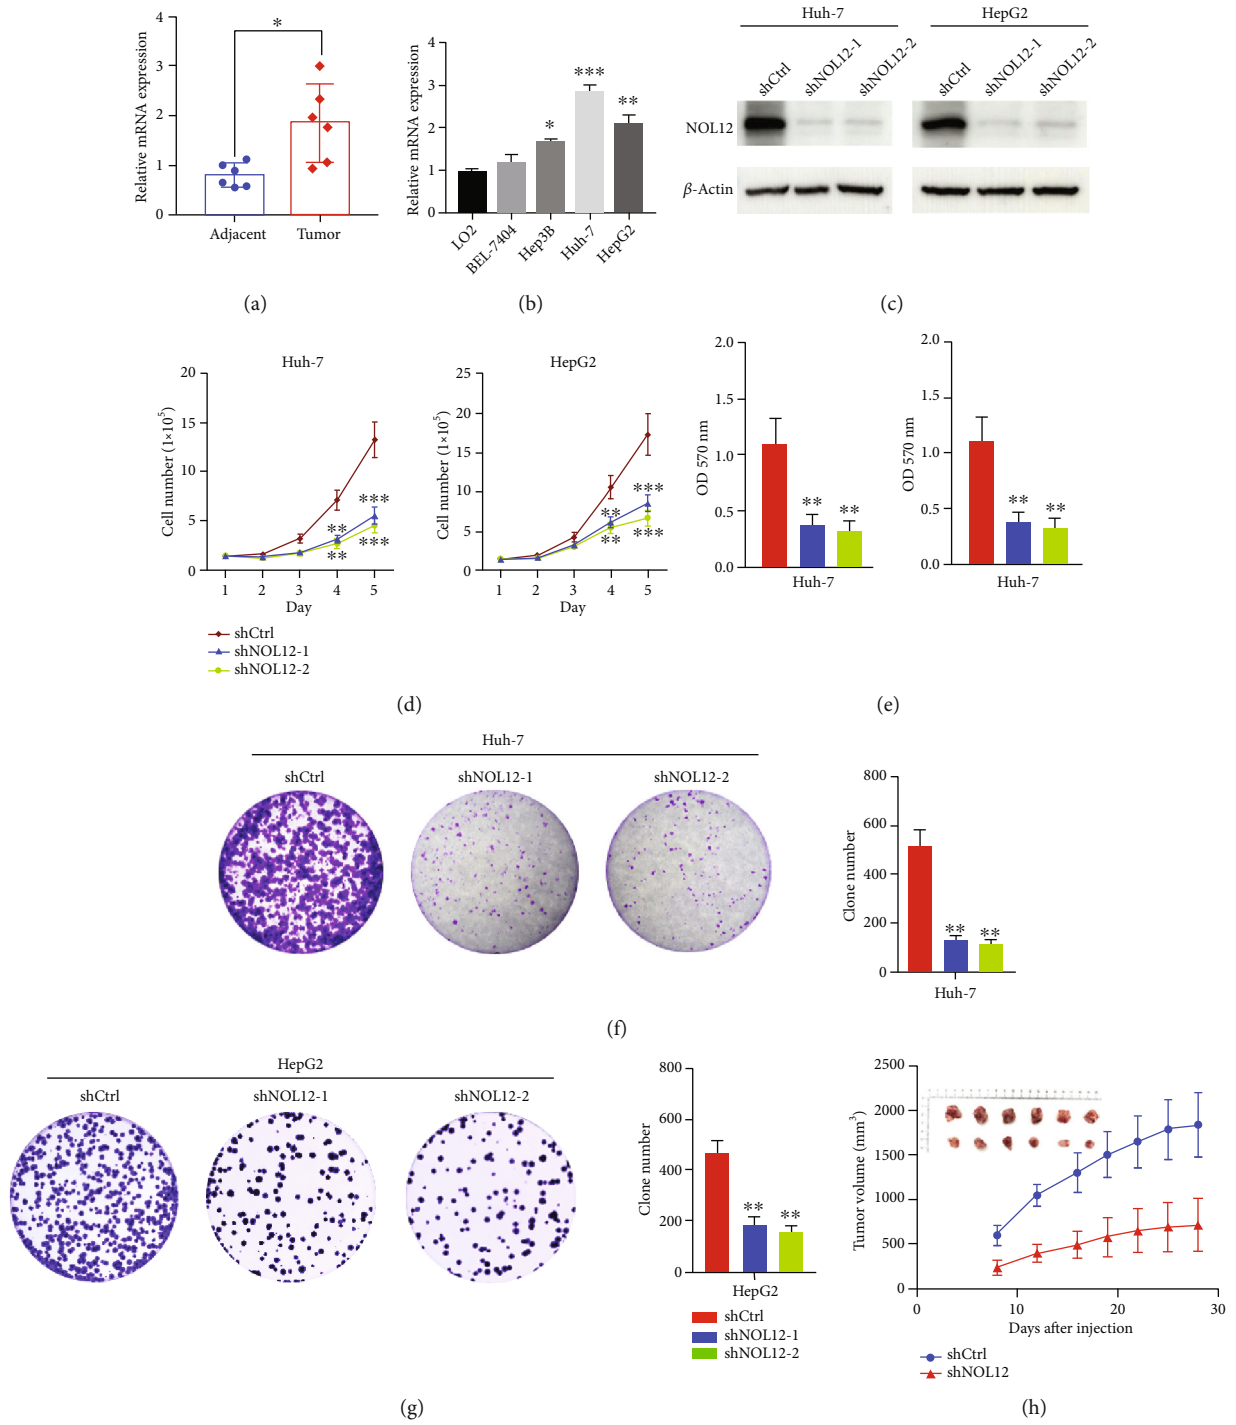 Relative mRNA expression
4
3
2
1
0
*
Adjacent
Tumor
(a)
Relative mRNA expression
4
3
2
1
0
*
***
**
LO2
BEL-7404
Hep3B
Huh-7
HepG2
(b)
Huh-7
HepG2
shCtrl
shNOL12-1
shNOL12-2
shCtrl
shNOL12-1
shNOL12-2
NOL12
β-Actin
(c)
Huh-7
Cell number (1×10⁵)
20
15
10
5
0
***
**
***
**
1 2 3 4 5
Day
HepG2
Cell number (1×10⁵)
25
20
15
10
5
0
***
**
***
**
1 2 3 4 5
Day
shCtrl
shNOL12-1
shNOL12-2
(d)
OD 570 nm
2.0
1.5
1.0
0.5
0.0
** **
Huh-7
OD 570 nm
2.0
1.5
1.0
0.5
0.0
** **
Huh-7
(e)
Huh-7
shCtrl
shNOL12-1
shNOL12-2
Clone number
800
600
400
200
0
** **
Huh-7
(f)
HepG2
shCtrl
shNOL12-1
shNOL12-2
Clone number
800
600
400
200
0
** **
HepG2
shCtrl
shNOL12-1
shNOL12-2
(g)
Tumor volume (mm³)
2500
2000
1500
1000
500
0
0 10 20 30
Days after injection
shCtrl
shNOL12
(h)